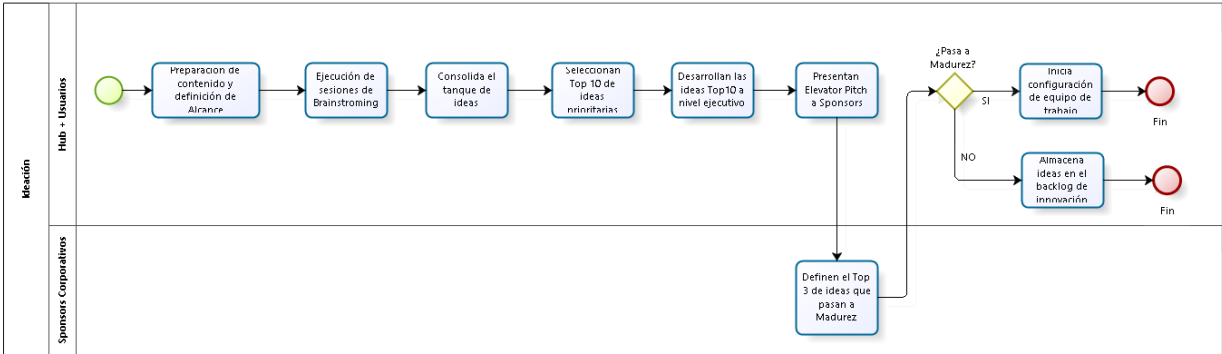 Ideación
Hub + Usuarios
Preparación de
contenido y
definición de
Alcance
Ejecución de
sesiones de
Brainstroming
Consolida el
tanque de
ideas
Seleccionan
Top 10 de
ideas
prioritarias
Desarrollan las
ideas Top10 a
nivel ejecutivo
Presentan
Elevator Pitch
a Sponsors
¿Pasa a
Madurez?
SI
Inicia
configuración
de equipo de
trabajo
Fin
NO
Almacena
ideas en el
backlog de
innovación
Fin
Sponsors Corporativos
Definen el Top
3 de ideas que
pasan a
Madurez